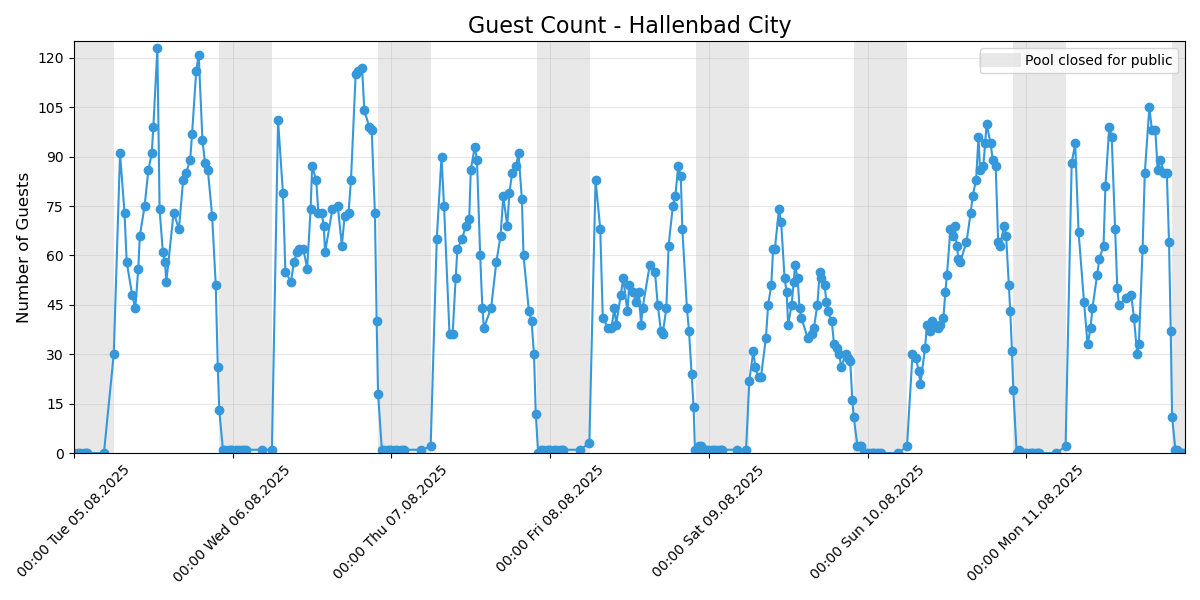 Guest Count - Hallenbad City
Pool closed for public
Number of Guests
120
105
90
75
60
45
30
15
0
00:00 Tue 05.08.2025
00:00 Wed 06.08.2025
00:00 Thu 07.08.2025
00:00 Fri 08.08.2025
00:00 Sat 09.08.2025
00:00 Sun 10.08.2025
00:00 Mon 11.08.2025